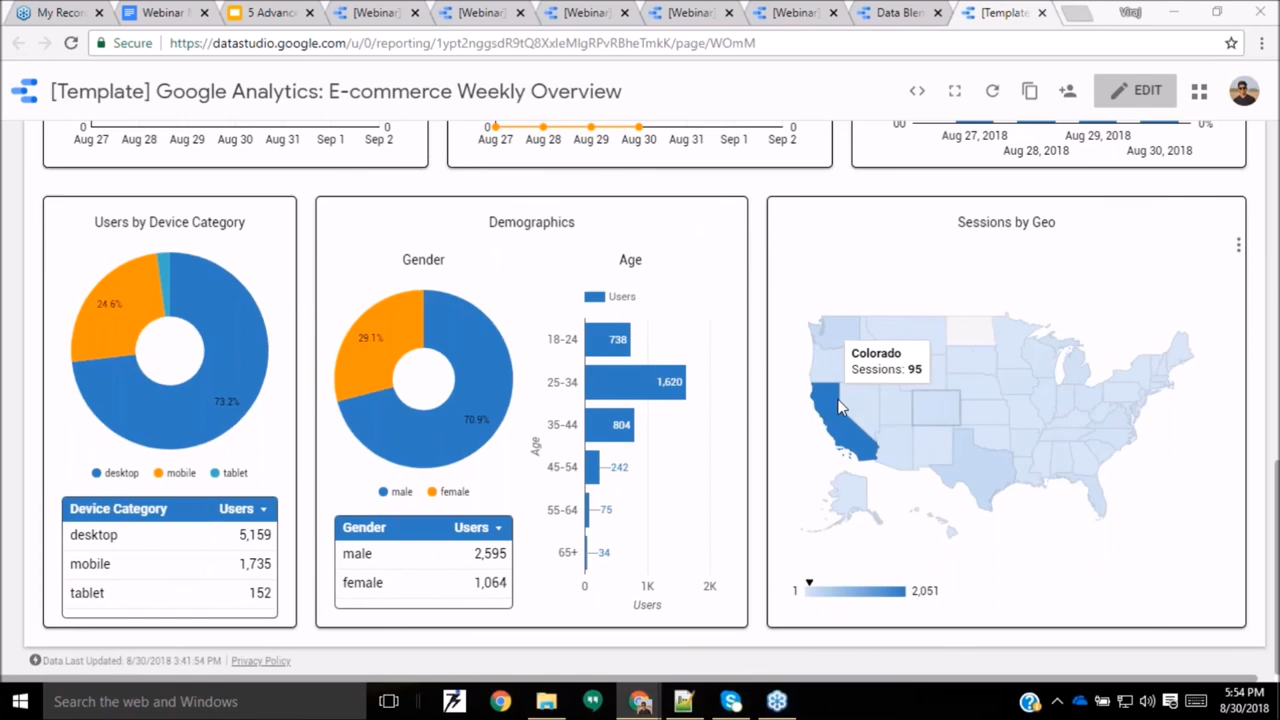 My Reco
Webinar
5 Advanc
[Webinar]
[Webinar]
[Webinar]
[Webinar]
[Webinar]
Data Blen
[Template
Viraj
Secure
https://datastudio.google.com/u/0/reporting/1ypt2nggsdR9tQ8XxIeMlgRPvRBheTmkK/page/WOmM
[Template] Google Analytics: E-commerce Weekly Overview
EDIT
0 0
Aug 27 Aug 28 Aug 29 Aug 30 Aug 31 Sep 1 Sep 2
0 0
Aug 27 Aug 28 Aug 29 Aug 30 Aug 31 Sep 1 Sep 2
00 0%
Aug 27, 2018 Aug 29, 2018
Aug 28, 2018 Aug 30, 2018
Users by Device Category
24.6%
73.2%
desktop mobile tablet
Device Category Users
desktop 5,159
mobile 1,735
tablet 152
Demographics
Gender
29.1%
70.9%
male female
Gender Users
male 2,595
female 1,064
Age
Users
Age
18-24 738
25-34 1,620
35-44 804
45-54 242
55-64 75
65+ 34
0 1K 2K
Users
Sessions by Geo
Colorado
Sessions: 95
1 2,051
Data Last Updated: 8/30/2018 3:41:54 PM
Privacy Policy
Search the web and Windows
5:54 PM
8/30/2018